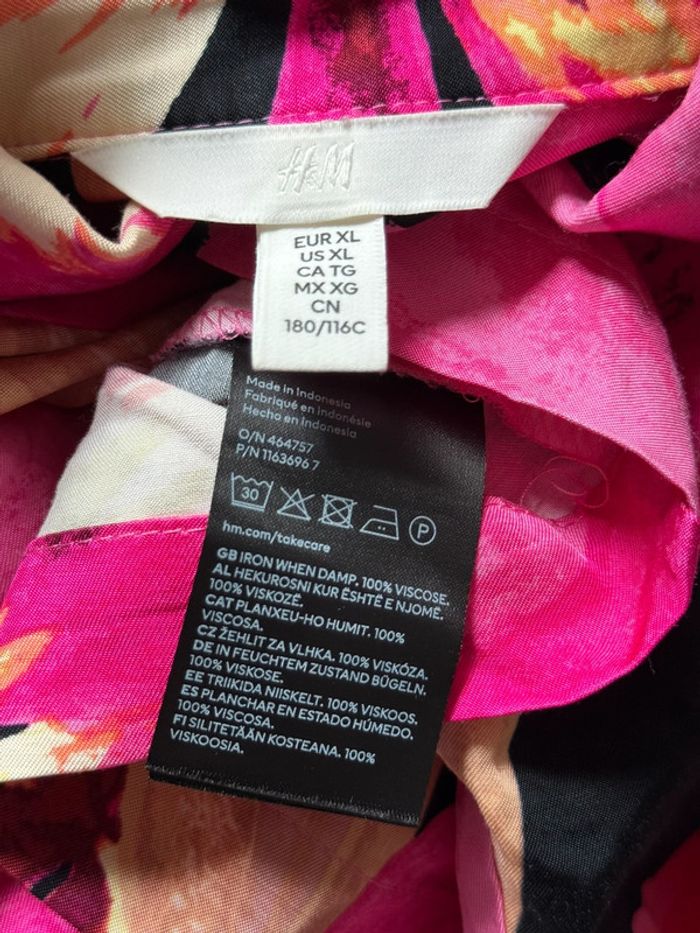 H&M
EUR XL
US XL
CA TG
MX XG
CN
180/116C
Made in Indonesia
Fabriqué en Indonésie
Hecho en Indonesia
O/N 464757
P/N 1163696 7
30
P
hm.com/takecare
GB IRON WHEN DAMP. 100% VISCOSE.
AL HEKUROSNI KUR ËSHTË E NJOMË.
100% VISKOZË.
CAT PLANXEU-HO HUMIT. 100%
VISCOSA.
CZ ŽEHLIT ZA VLHKA. 100% VISKÓZA.
DE IN FEUCHTEM ZUSTAND BÜGELN.
100% VISKOSE.
EE TRIIKIDA NIISKELT. 100% VISKOOS.
ES PLANCHAR EN ESTADO HÚMEDO.
100% VISCOSA.
FI SILITETÄÄN KOSTEANA. 100%
VISKOOSIA.